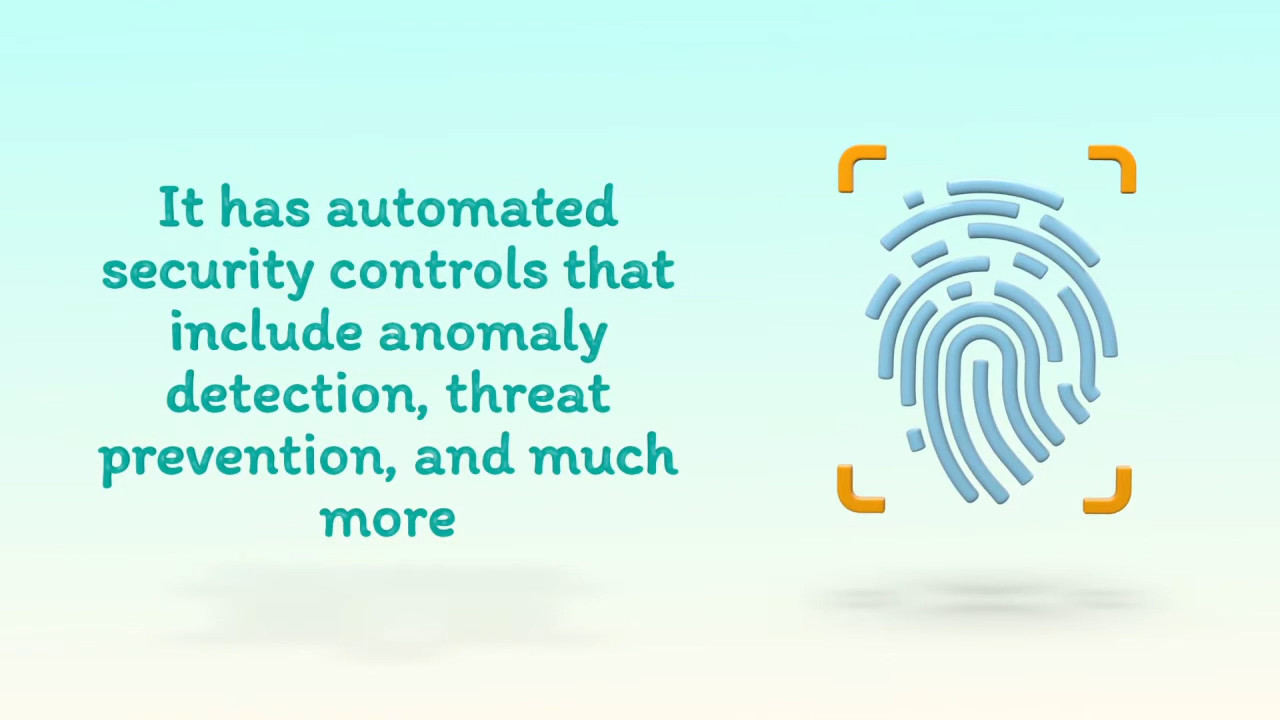 It has automated
security controls that
include anomaly
detection, threat
prevention, and much
more